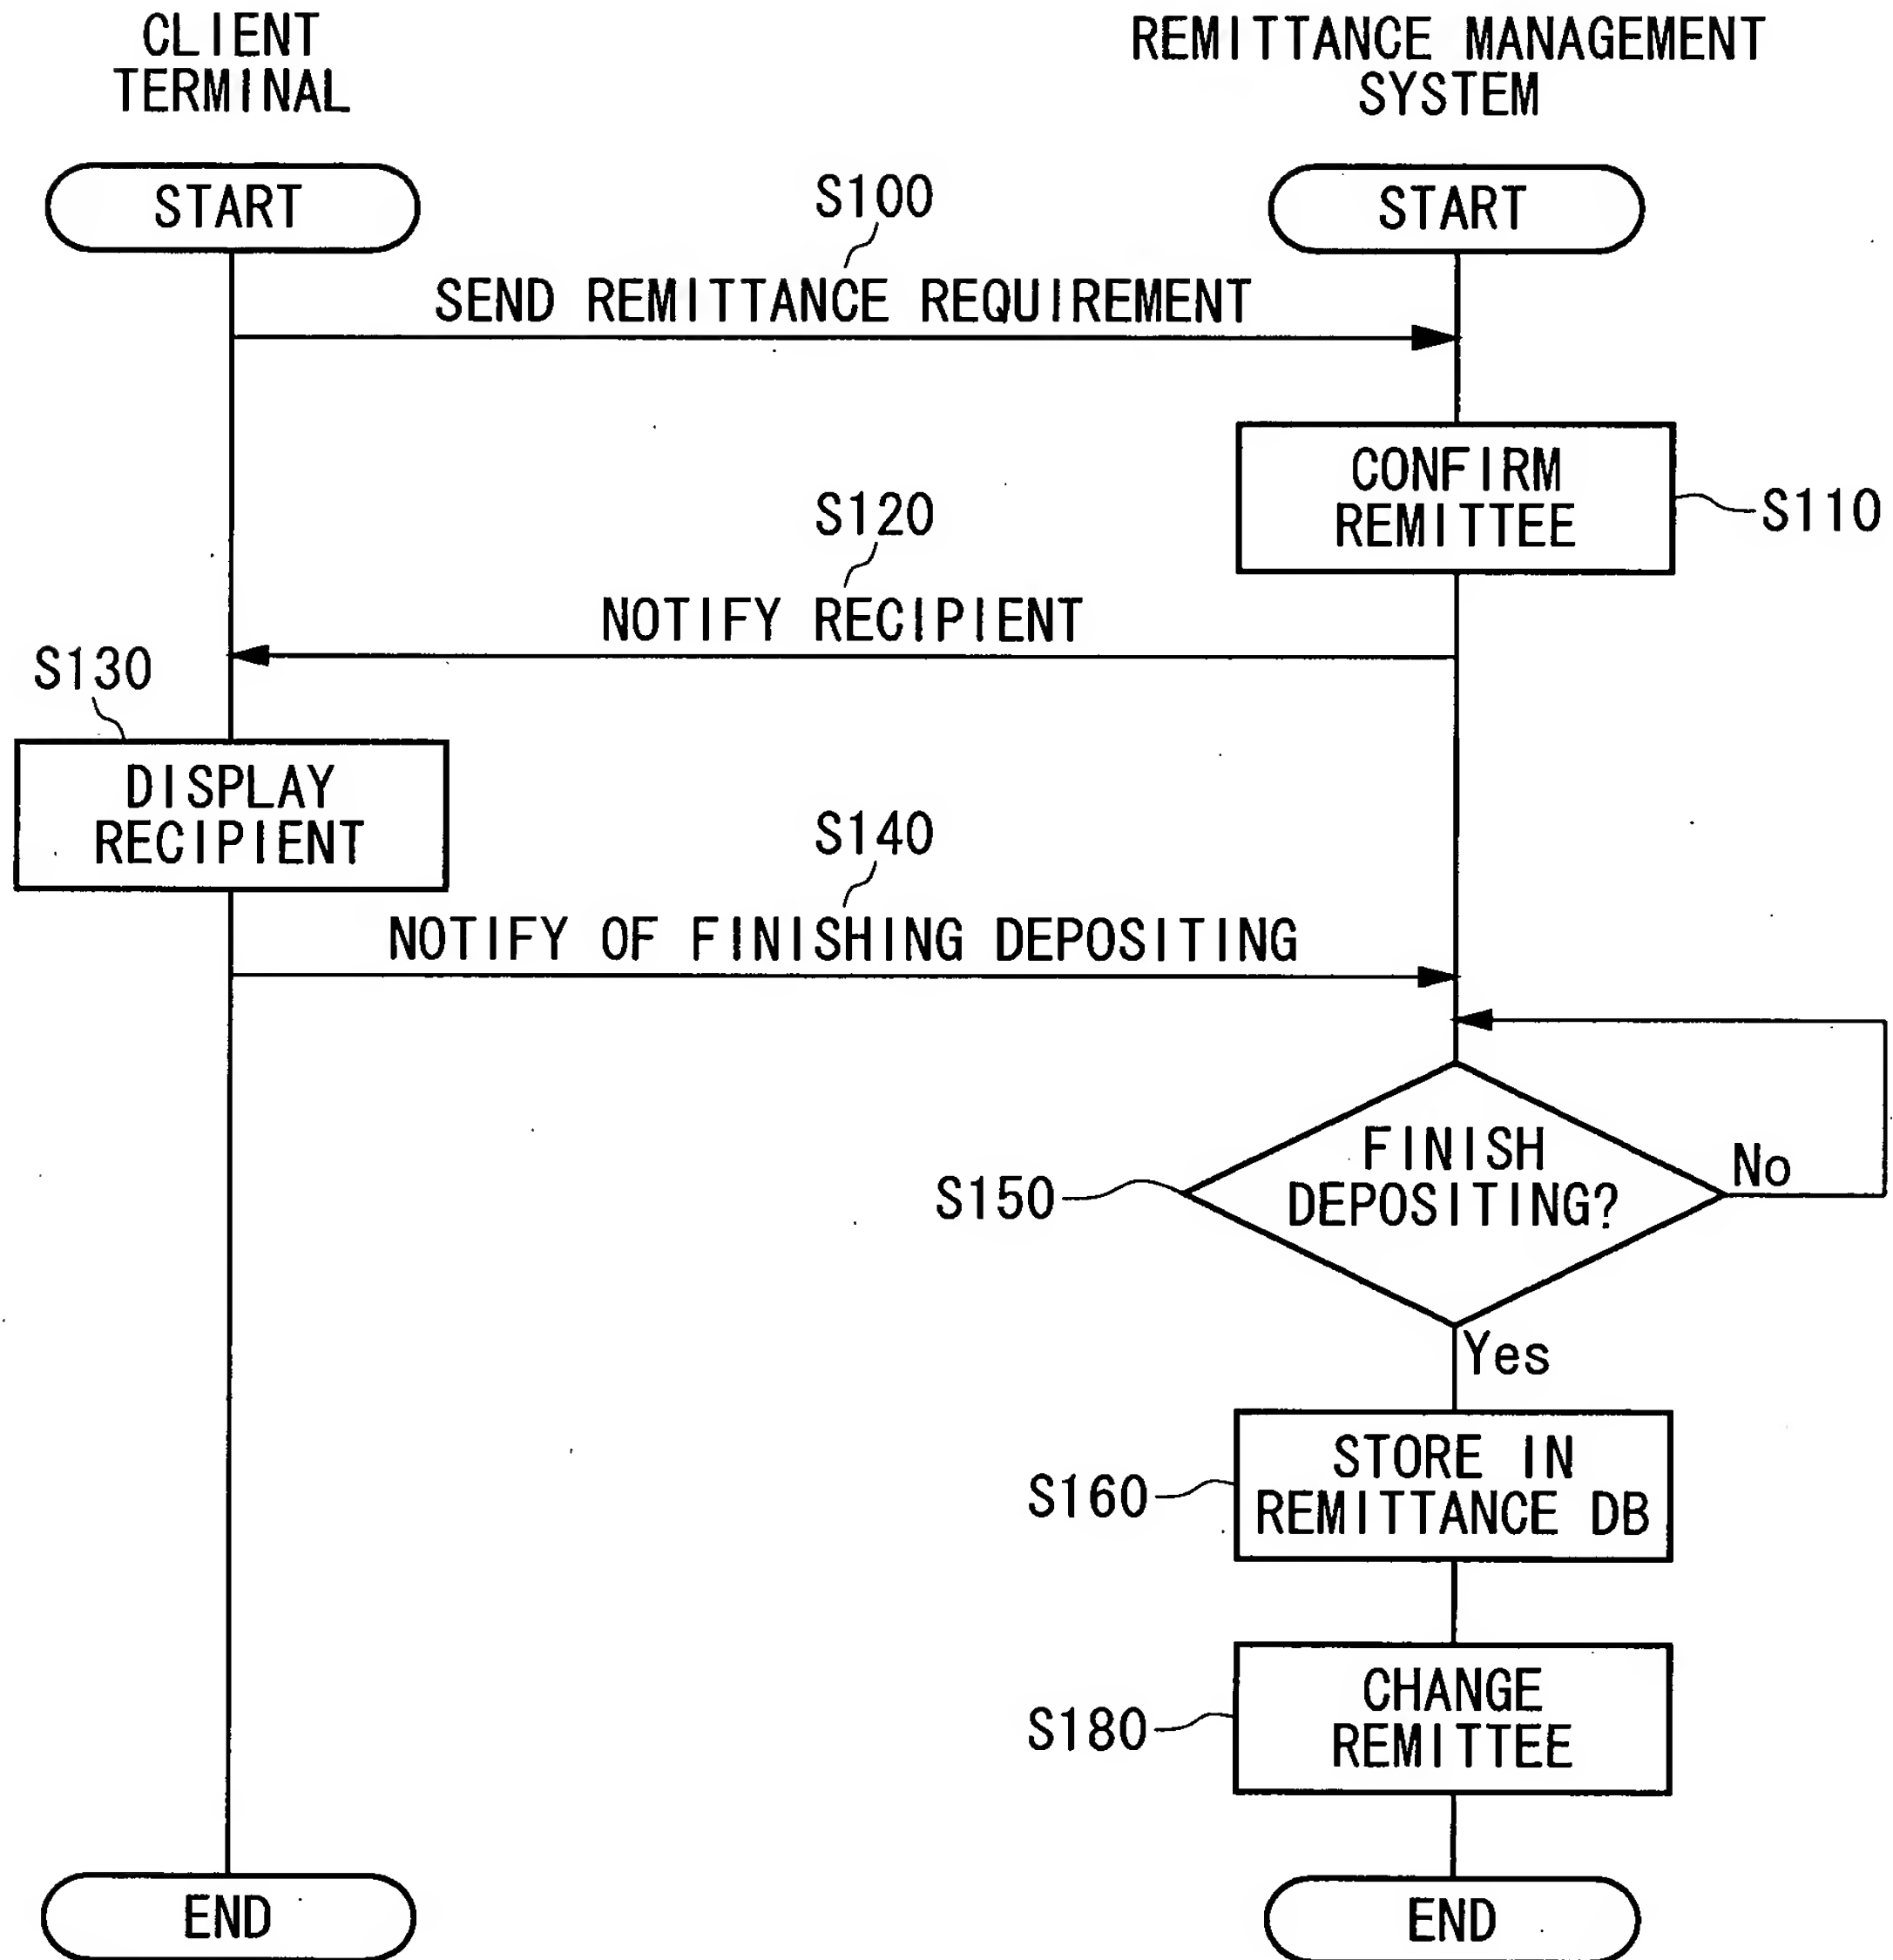 CLIENT
TERMINAL
REMITTANCE MANAGEMENT
SYSTEM
START
START
S100
SEND REMITTANCE REQUIREMENT
CONFIRM
REMITTEE
S110
S120
NOTIFY RECIPIENT
S130
DISPLAY
RECIPIENT
S140
NOTIFY OF FINISHING DEPOSITING
FINISH
DEPOSITING?
No
S150
Yes
STORE IN
REMITTANCE DB
S160
CHANGE
REMITTEE
S180
END
END